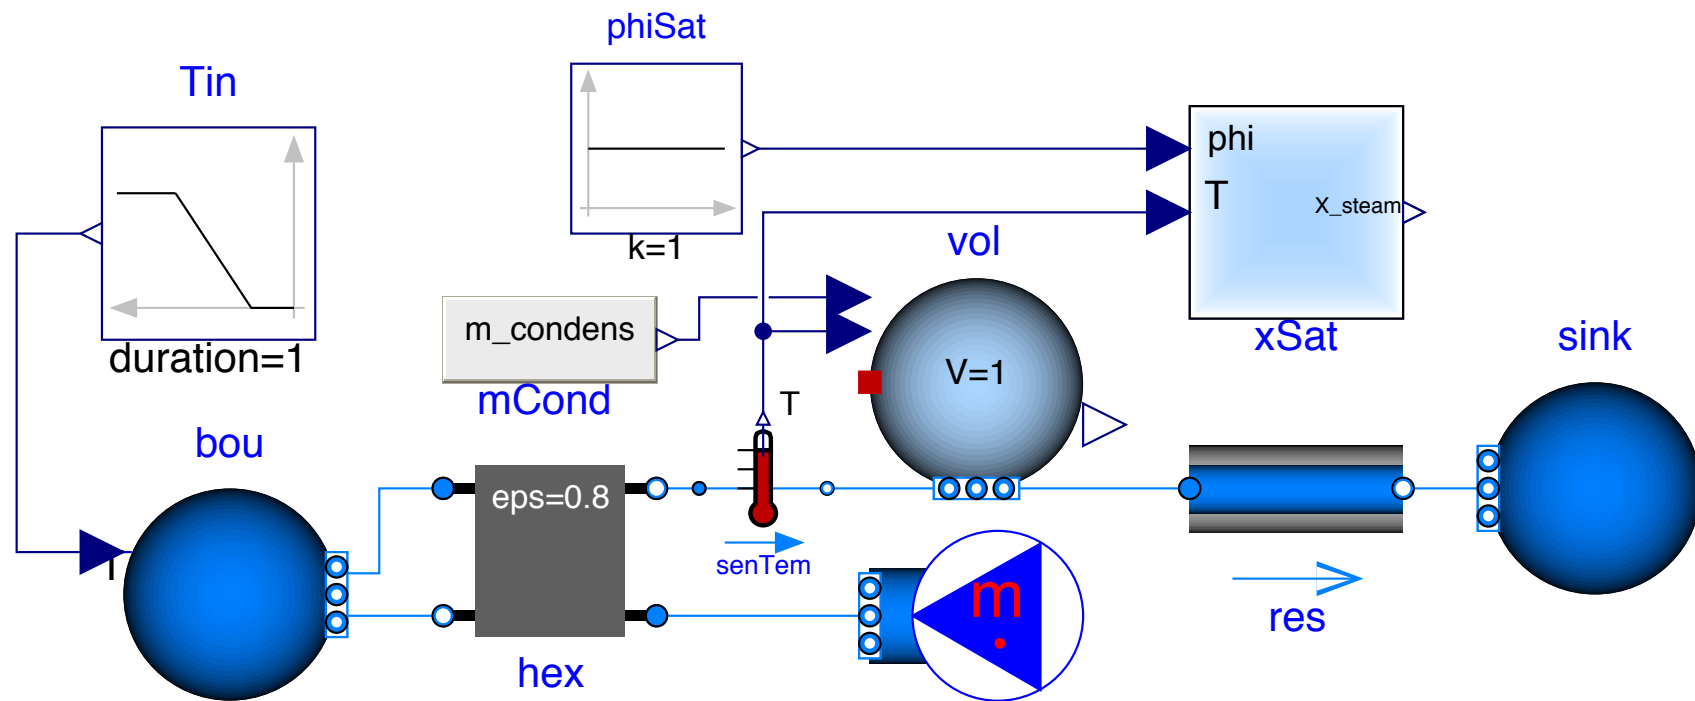 phiSat
Tin
phi
T
X_steam
k=1
vol
m_condens
xSat
sink
duration=1
V=1
mCond
T
bou
eps=0.8
T
senTem
m
res
hex